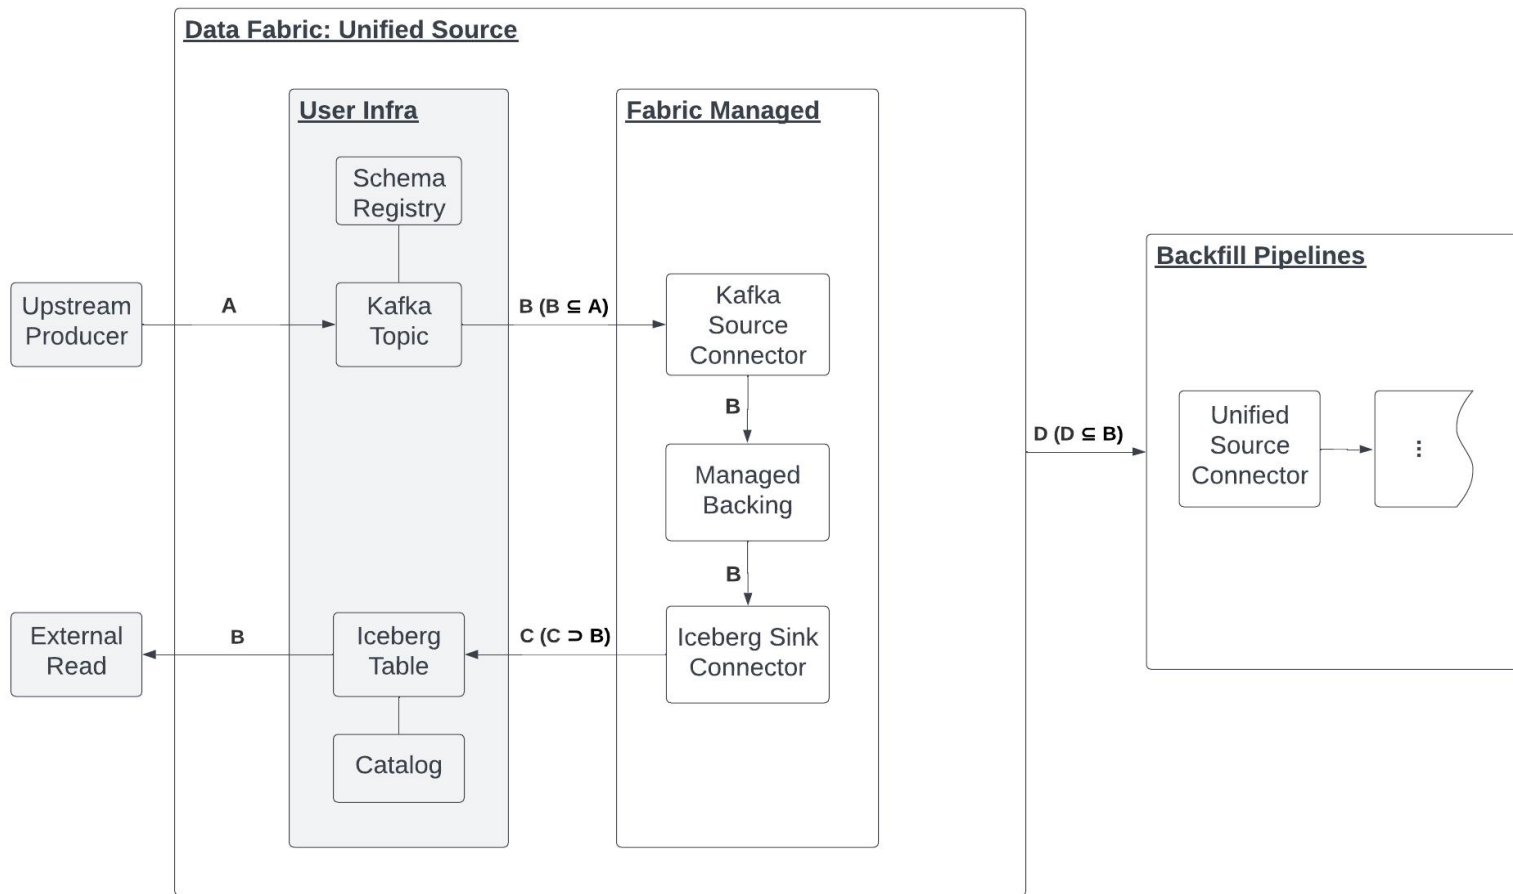 Data Fabric: Unified Source
User Infra
Fabric Managed
Schema
Registry
Backfill Pipelines
Upstream
Producer
A
Kafka
Topic
B (B ⊆ A)
Kafka
Source
Connector
B
Managed
Backing
B
D (D ⊆ B)
Unified
Source
Connector
⋮
External
Read
B
Iceberg
Table
C (C ⊃ B)
Iceberg Sink
Connector
Catalog